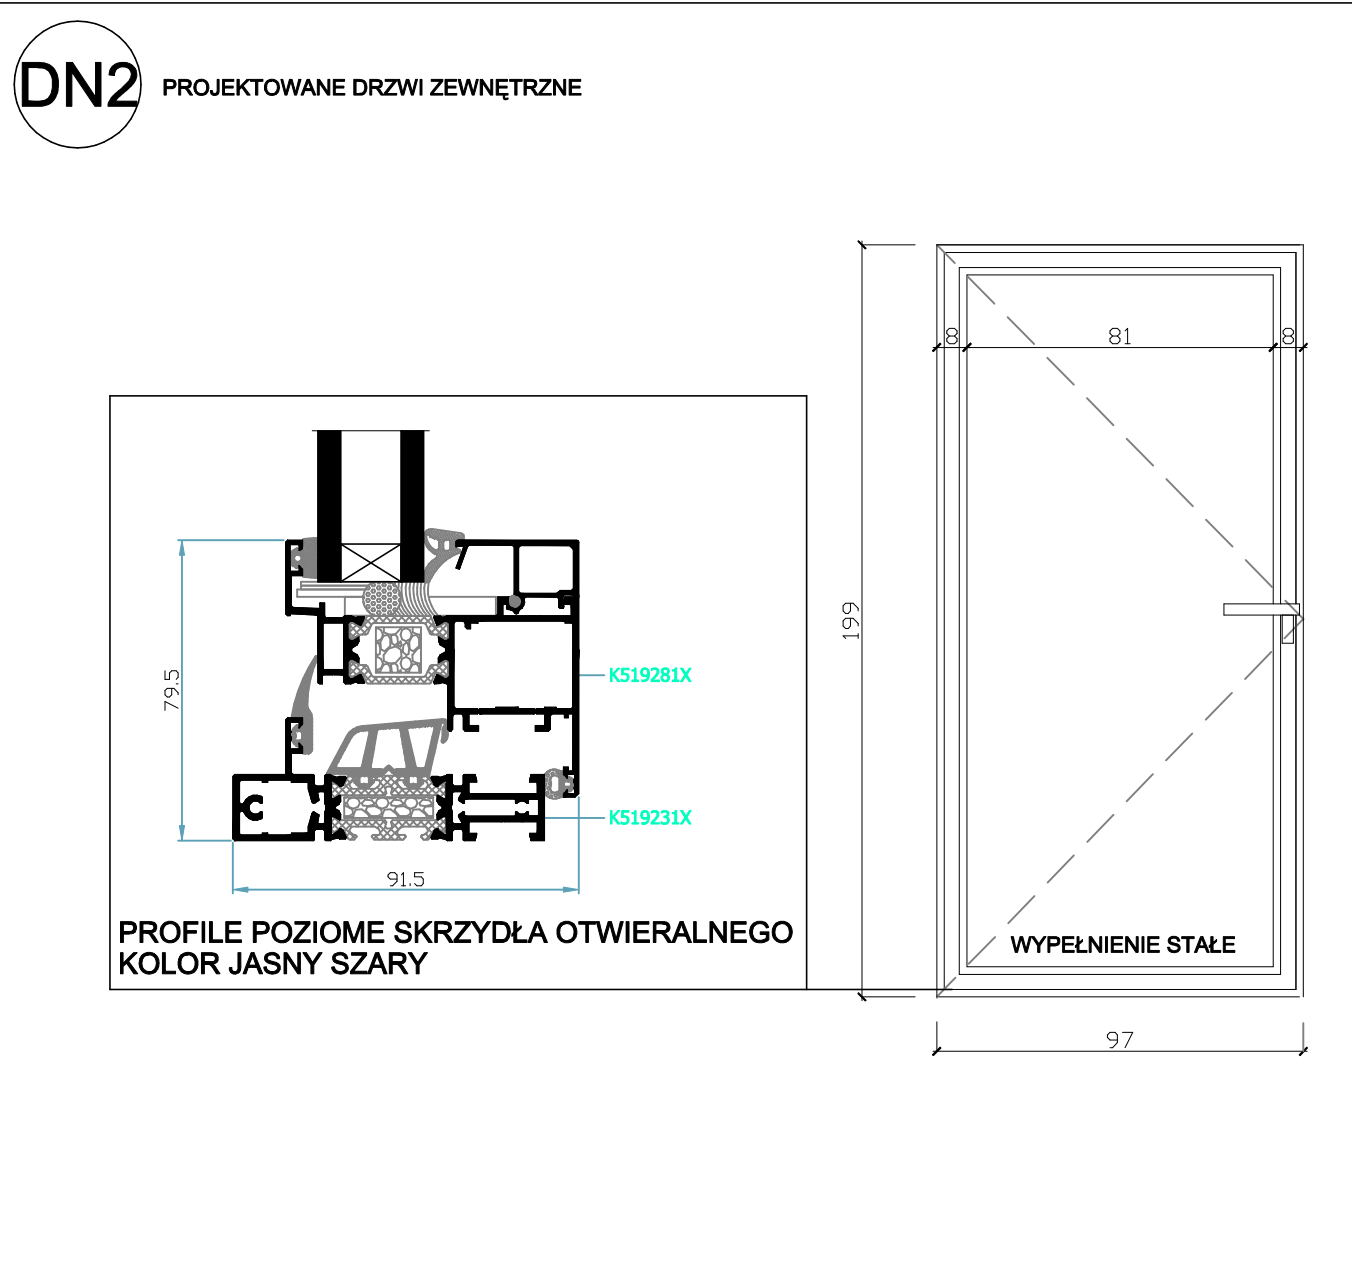 DN2
PROJEKTOWANE DRZWI ZEWNĘTRZNE
8
81
8
199
79.5
K519281X
K519231X
91.5
PROFILE POZIOME SKRZYDŁA OTWIERALNEGO
KOLOR JASNY SZARY
WYPEŁNIENIE STAŁE
97